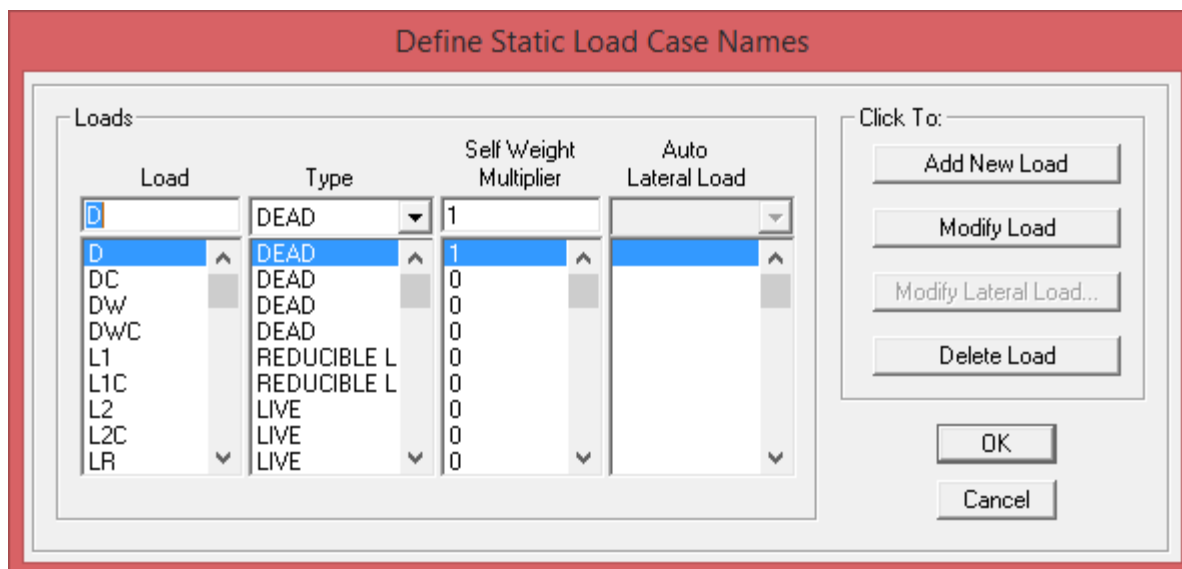 Define Static Load Case Names
Loads
Click To:
Load Type Self Weight Multiplier Auto Lateral Load
D DEAD 1
D DEAD 1
DC DEAD 0
DW DEAD 0
DWC DEAD 0
L1 REDUCIBLE L 0
L1C REDUCIBLE L 0
L2 LIVE 0
L2C LIVE 0
LR LIVE 0
Add New Load
Modify Load
Modify Lateral Load...
Delete Load
OK
Cancel